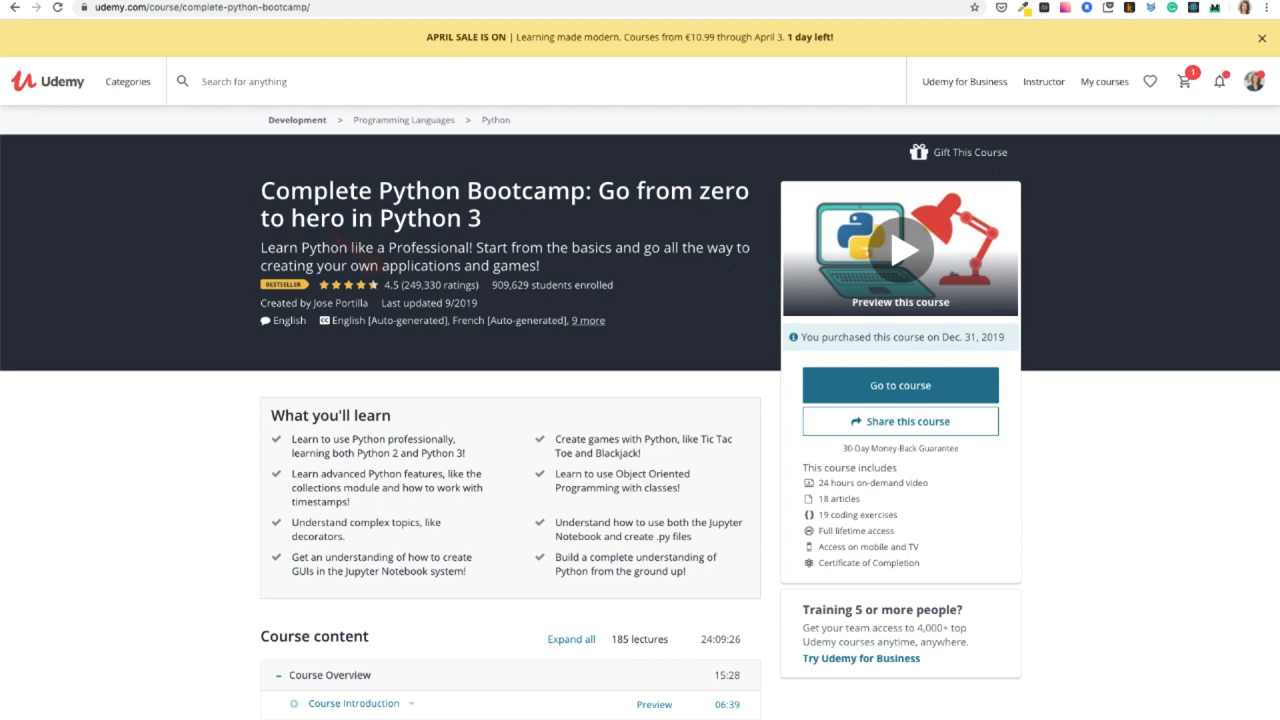 udemy.com/course/complete-python-bootcamp/
APRIL SALE IS ON | Learning made modern. Courses from €10.99 through April 3. 1 day left!
Udemy
Categories
Search for anything
Udemy for Business
Instructor
My courses
1
Development > Programming Languages > Python
Gift This Course
Complete Python Bootcamp: Go from zero
to hero in Python 3
Learn Python like a Professional! Start from the basics and go all the way to
creating your own applications and games!
BESTSELLER 4.5 (249,330 ratings) 909,629 students enrolled
Created by Jose Portilla Last updated 9/2019
English CC English [Auto-generated], French [Auto-generated], 9 more
Preview this course
You purchased this course on Dec. 31, 2019
Go to course
Share this course
30-Day Money-Back Guarantee
This course includes
24 hours on-demand video
18 articles
19 coding exercises
Full lifetime access
Access on mobile and TV
Certificate of Completion
Training 5 or more people?
Get your team access to 4,000+ top
Udemy courses anytime, anywhere.
Try Udemy for Business
What you'll learn
Learn to use Python professionally,
learning both Python 2 and Python 3!
Create games with Python, like Tic Tac
Toe and Blackjack!
Learn advanced Python features, like the
collections module and how to work with
timestamps!
Learn to use Object Oriented
Programming with classes!
Understand complex topics, like
decorators.
Understand how to use both the Jupyter
Notebook and create .py files
Get an understanding of how to create
GUIs in the Jupyter Notebook system!
Build a complete understanding of
Python from the ground up!
Course content
Expand all 185 lectures 24:09:26
– Course Overview 15:28
Course Introduction Preview 06:39